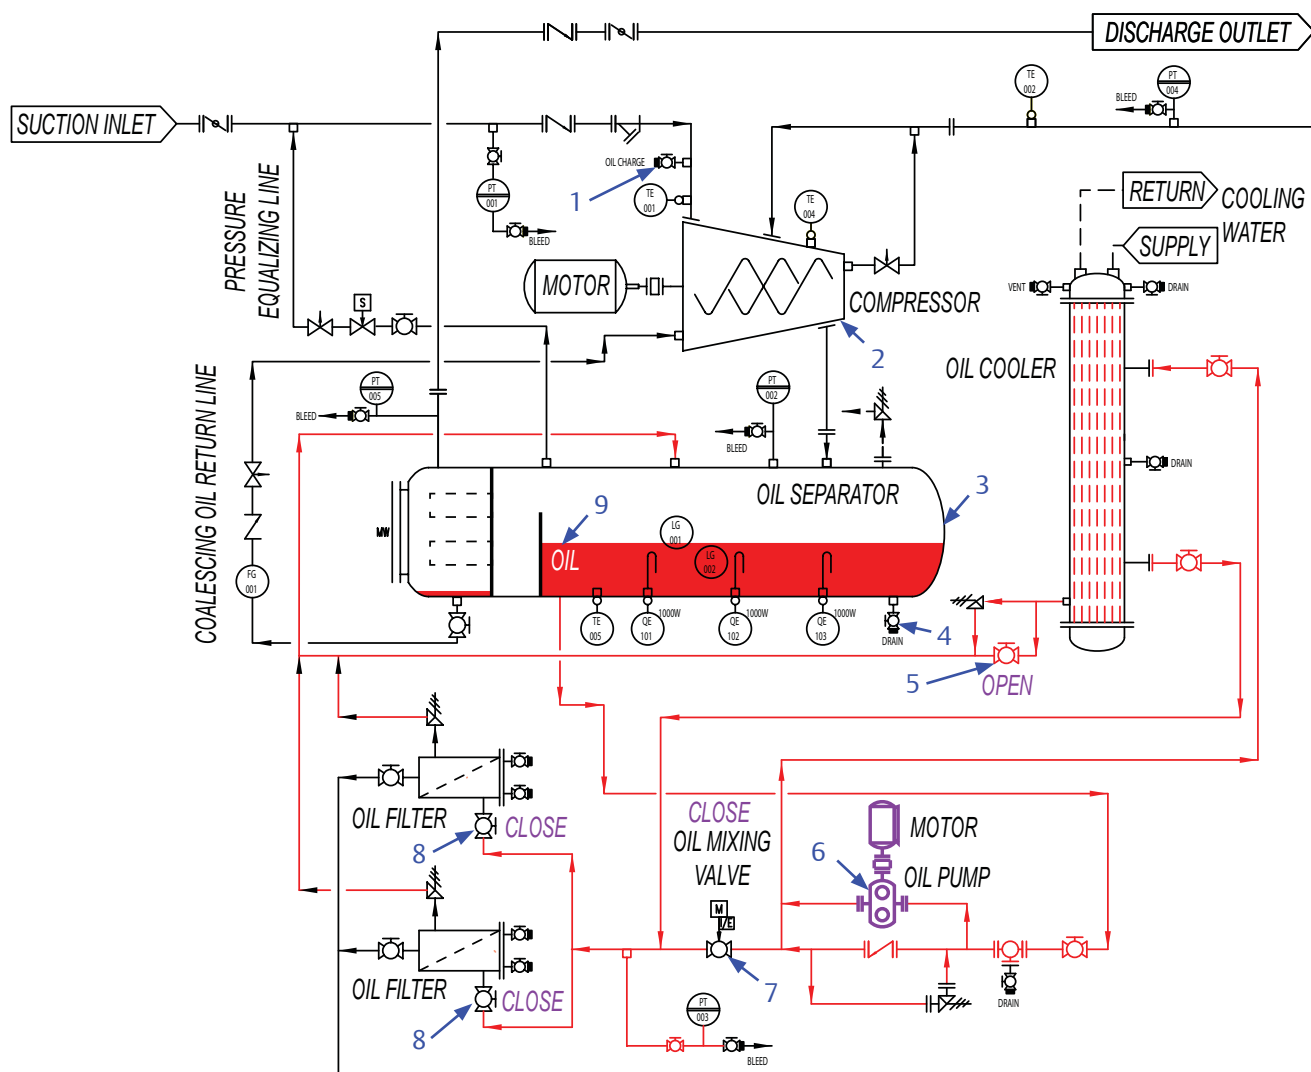 DISCHARGE OUTLET
SUCTION INLET
TE
002
PT
004
BLEED
OIL CHARGE
1
PT
001
TE
001
TE
004
BLEED
PRESSURE
EQUALIZING LINE
RETURN
COOLING
WATER
SUPPLY
VENT
DRAIN
MOTOR
COMPRESSOR
S
2
OIL COOLER
PT
005
PT
002
BLEED
BLEED
COALESCING OIL RETURN LINE
OIL SEPARATOR
3
DRAIN
9
MW
LG
001
OIL
LG
002
FG
001
1000W
1000W
1000W
TE
005
QE
101
QE
102
QE
103
DRAIN
4
5
OPEN
OIL FILTER
CLOSE
8
CLOSE
OIL MIXING
VALVE
MOTOR
6
OIL PUMP
M
I/E
7
OIL FILTER
CLOSE
8
PT
003
DRAIN
BLEED